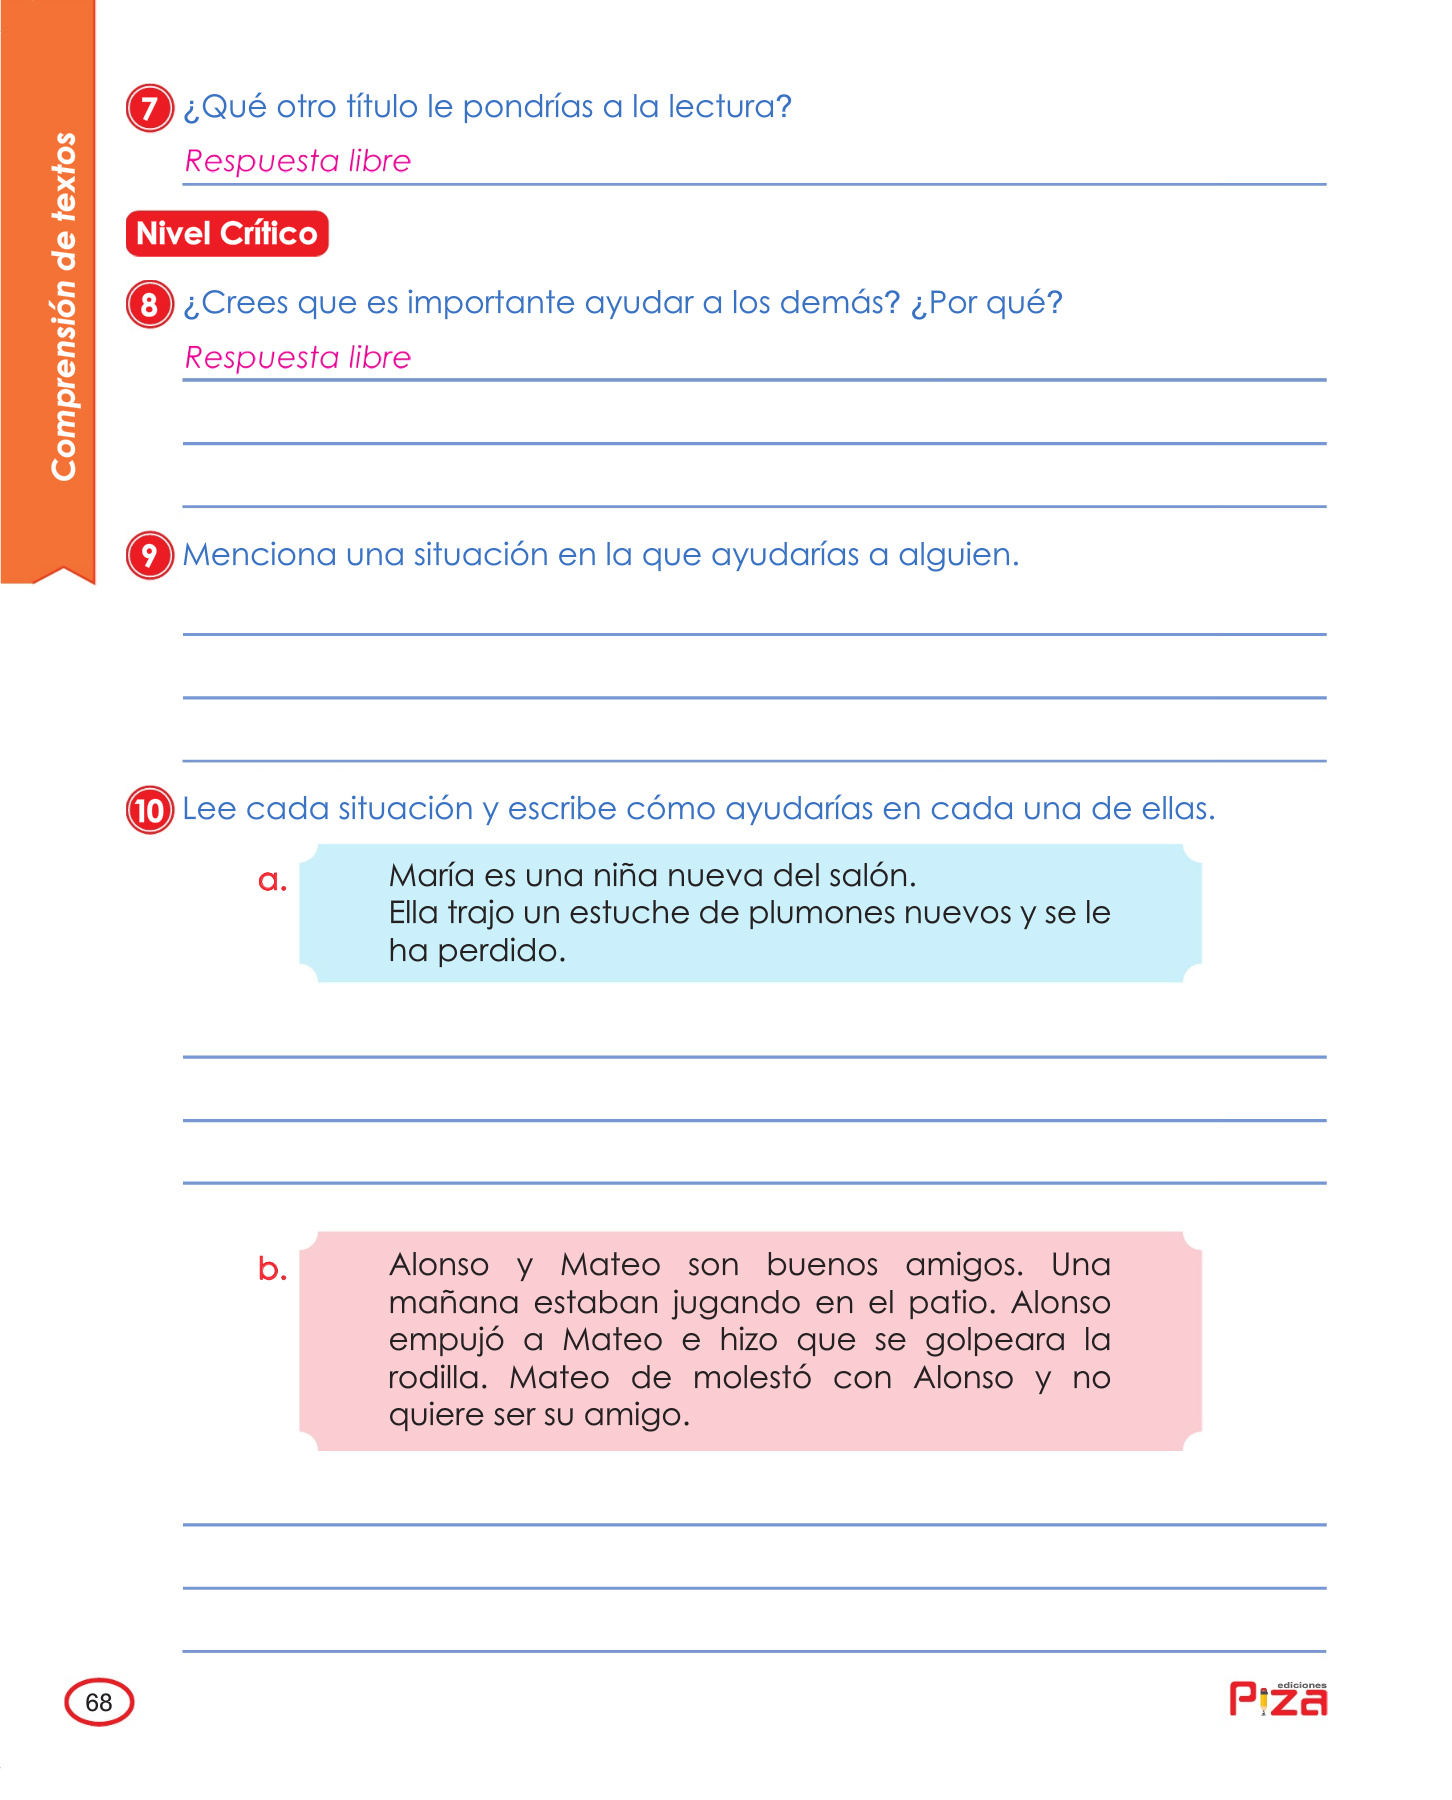 Comprensión de textos
7 ¿Qué otro título le pondrías a la lectura?
Respuesta libre
Nivel Crítico
8 ¿Crees que es importante ayudar a los demás? ¿Por qué?
Respuesta libre
9 Menciona una situación en la que ayudarías a alguien.
10 Lee cada situación y escribe cómo ayudarías en cada una de ellas.
a. María es una niña nueva del salón.
Ella trajo un estuche de plumones nuevos y se le
ha perdido.
b. Alonso y Mateo son buenos amigos. Una
mañana estaban jugando en el patio. Alonso
empujó a Mateo e hizo que se golpeara la
rodilla. Mateo de molestó con Alonso y no
quiere ser su amigo.
68
ediciones
Piza